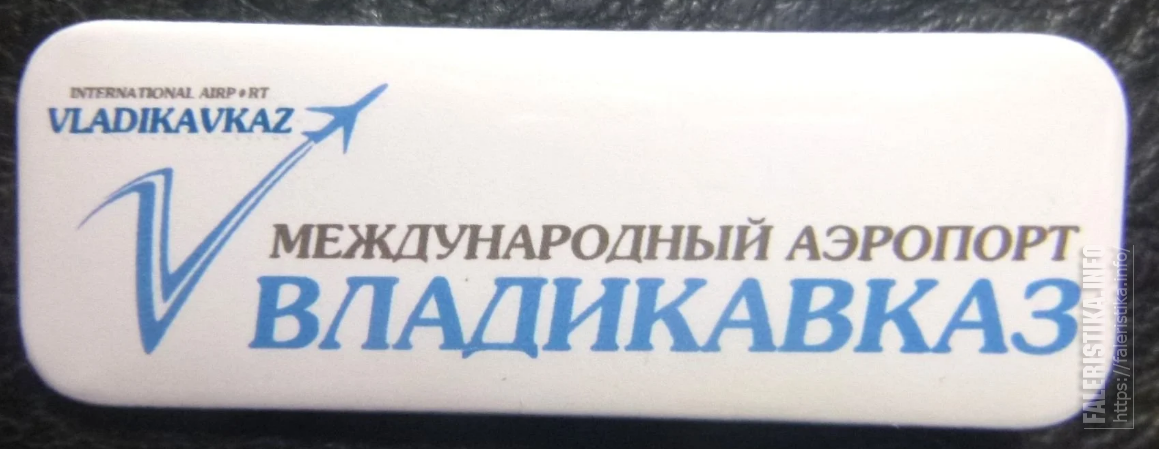 INTERNATIONAL AIRPORT
VLADIKAVKAZ
МЕЖДУНАРОДНЫЙ АЭРОПОРТ
ВЛАДИКАВКАЗ
FALERISTIKA.INFO
https://faleristika.info/